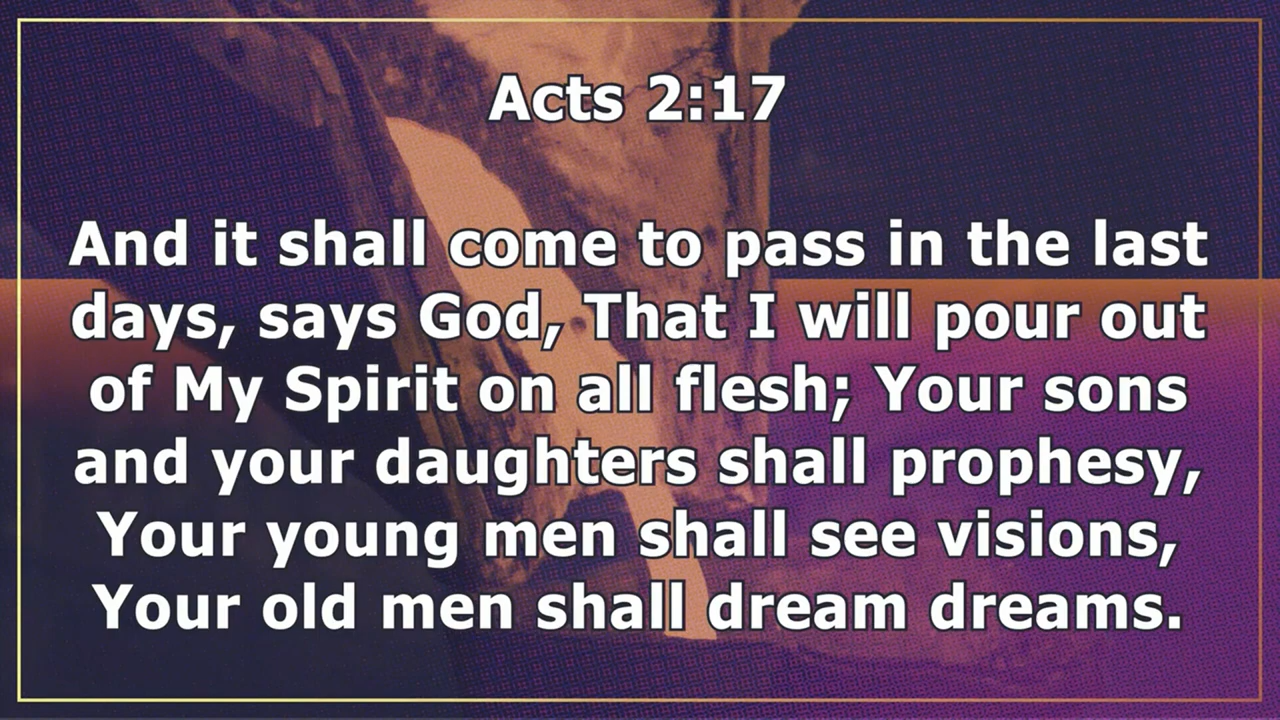 Acts 2:17
And it shall come to pass in the last
days, says God, That I will pour out
of My Spirit on all flesh; Your sons
and your daughters shall prophesy,
Your young men shall see visions,
Your old men shall dream dreams.